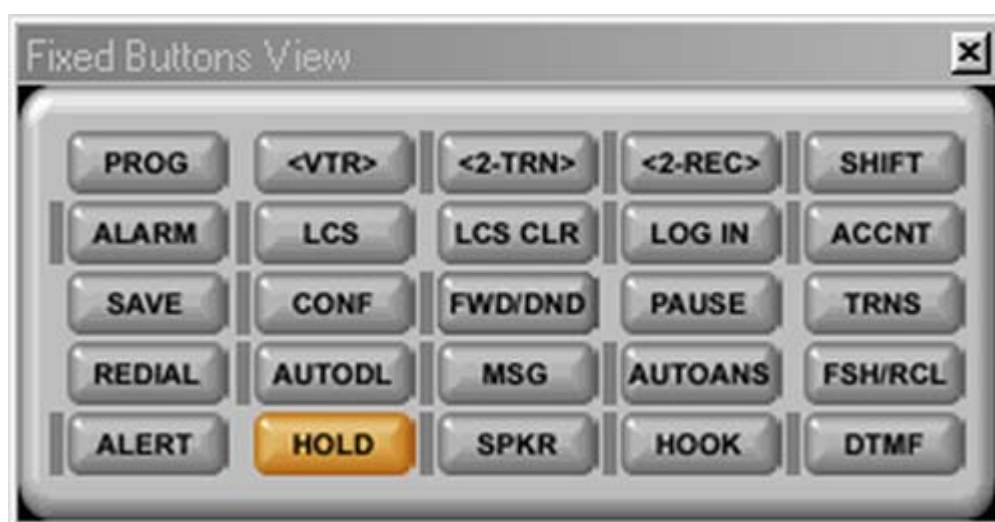 Fixed Buttons View
PROG <VTR> <2-TRN> <2-REC> SHIFT
ALARM LCS LCS CLR LOG IN ACCNT
SAVE CONF FWD/DND PAUSE TRNS
REDIAL AUTODL MSG AUTOANS FSH/RCL
ALERT HOLD SPKR HOOK DTMF